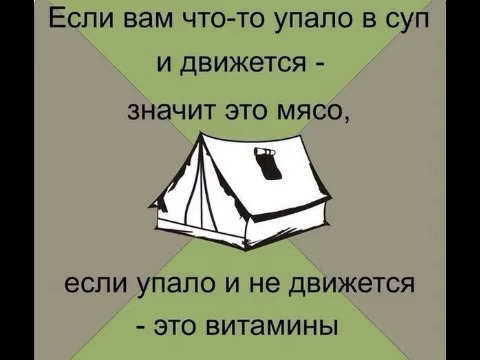 Если вам что-то упало в суп
и движется -
значит это мясо,
если упало и не движется
- это витамины